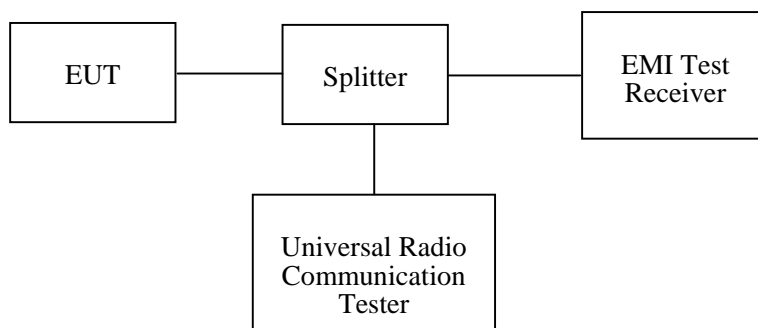 EUT
Splitter
EMI Test
Receiver
Universal Radio
Communication
Tester